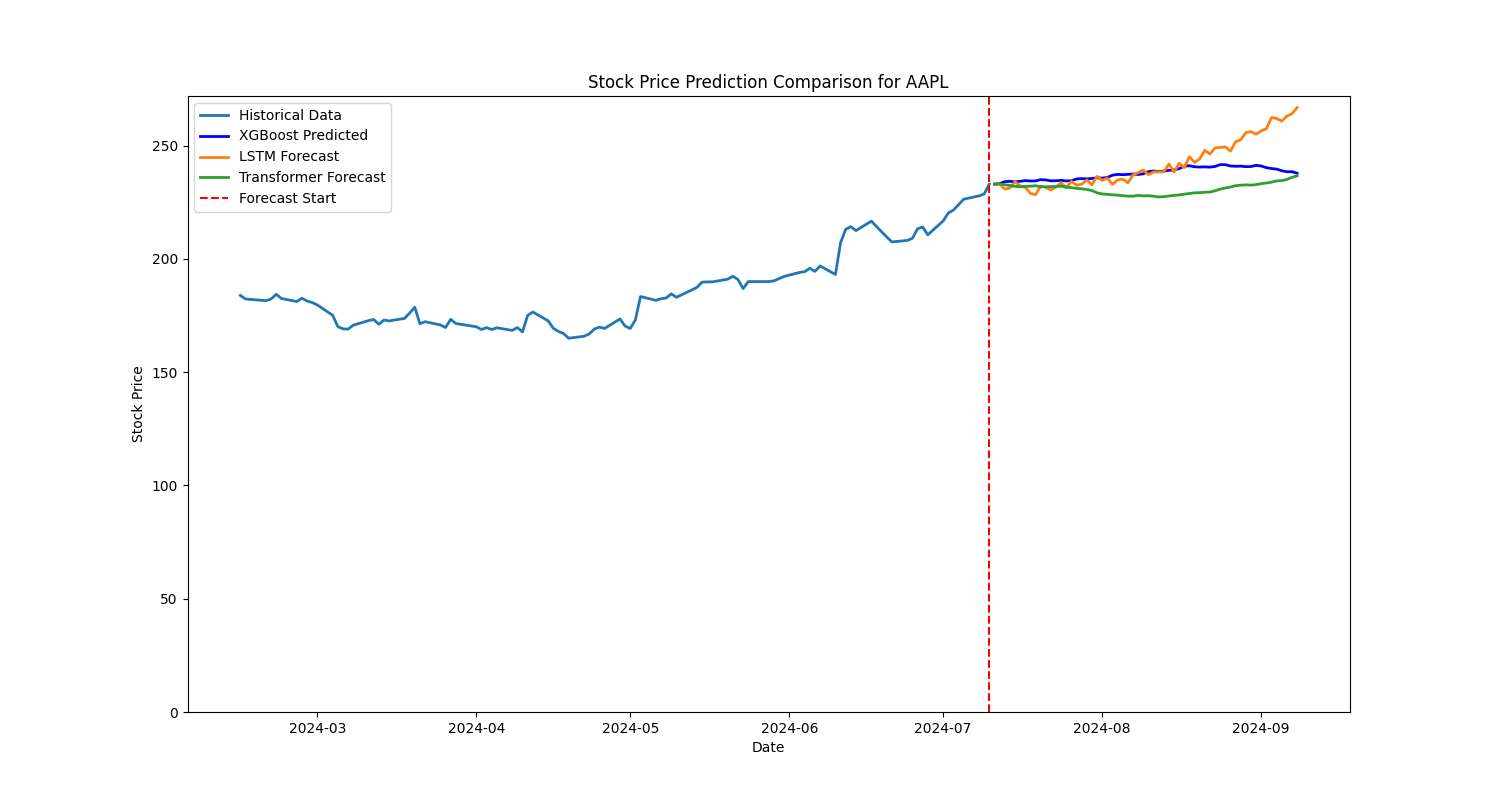 Stock Price Prediction Comparison for AAPL
Historical Data
XGBoost Predicted
LSTM Forecast
Transformer Forecast
Forecast Start
Stock Price
250
200
150
100
50
0
2024-03 2024-04 2024-05 2024-06 2024-07 2024-08 2024-09
Date